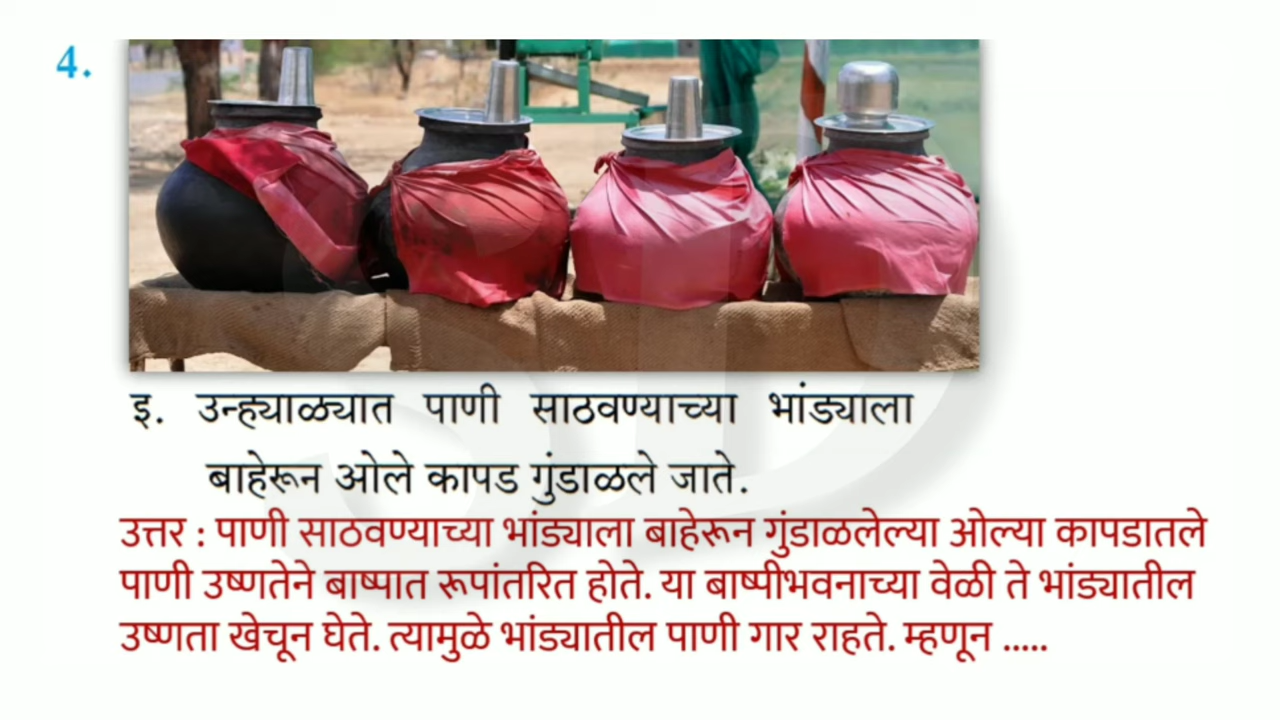 4.
इ. उन्ह्याळ्यात पाणी साठवण्याच्या भांड्याला
बाहेरून ओले कापड गुंडाळले जाते.
उत्तर : पाणी साठवण्याच्या भांड्याला बाहेरून गुंडाळलेल्या ओल्या कापडातले
पाणी उष्णतेने बाष्पात रूपांतरित होते. या बाष्पीभवनाच्या वेळी ते भांड्यातील
उष्णता खेचून घेते. त्यामुळे भांड्यातील पाणी गार राहते. म्हणून .....